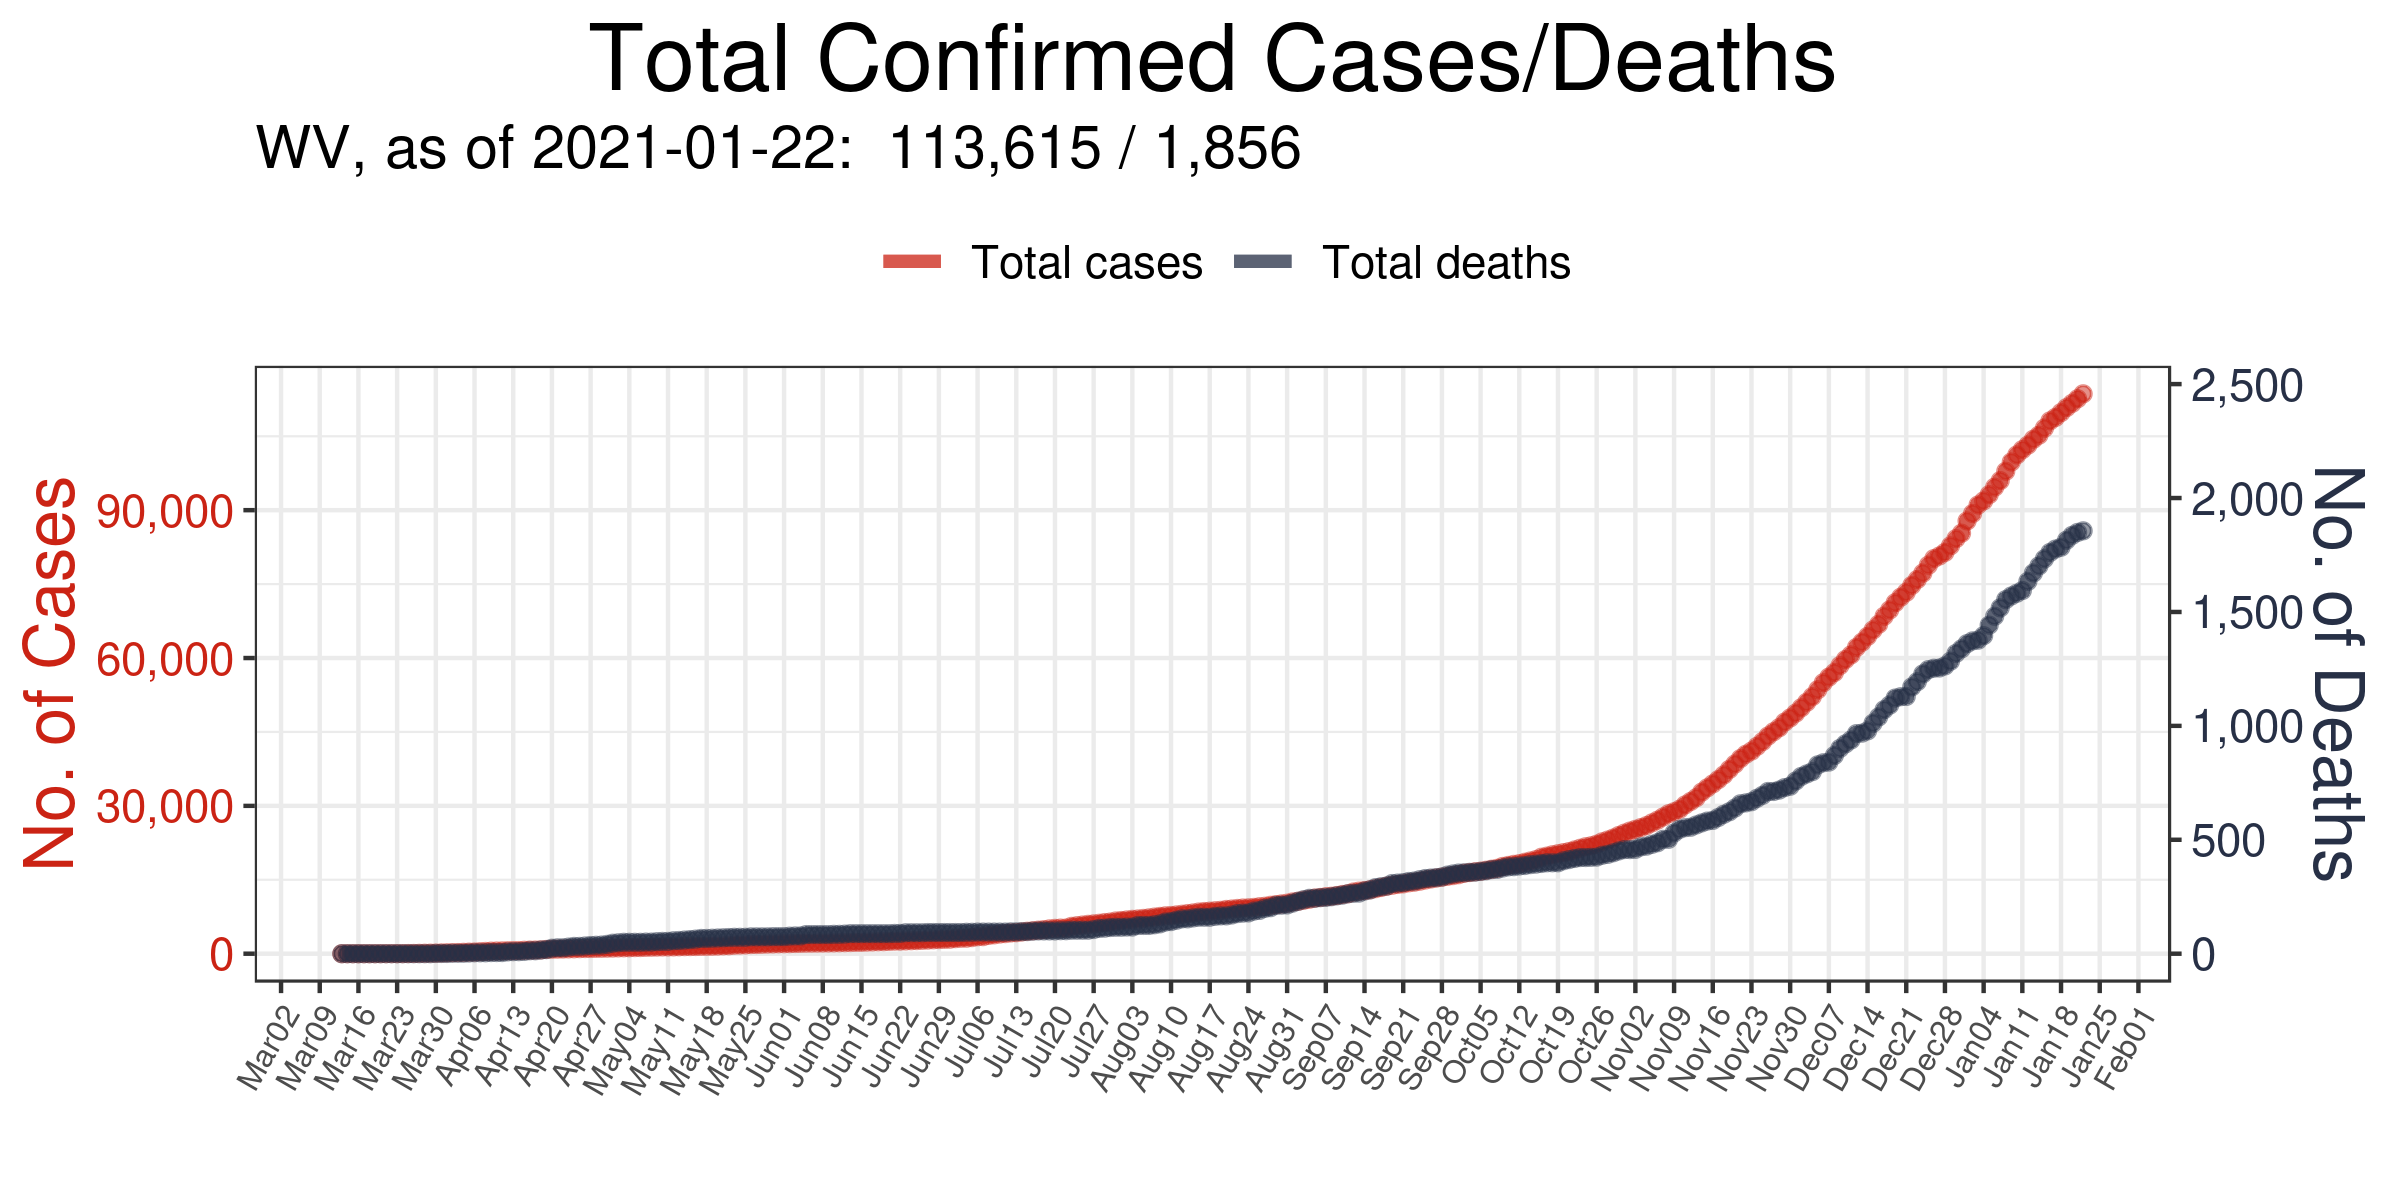 Total Confirmed Cases/Deaths
WV, as of 2021-01-22:  113,615 / 1,856
Total cases
Total deaths
No. of Cases
90,000
60,000
30,000
0
2,500
2,000
1,500
1,000
500
0
No. of Deaths
Mar02
Mar09
Mar16
Mar23
Mar30
Apr06
Apr13
Apr20
Apr27
May04
May11
May18
May25
Jun01
Jun08
Jun15
Jun22
Jun29
Jul06
Jul13
Jul20
Jul27
Aug03
Aug10
Aug17
Aug24
Aug31
Sep07
Sep14
Sep21
Sep28
Oct05
Oct12
Oct19
Oct26
Nov02
Nov09
Nov16
Nov23
Nov30
Dec07
Dec14
Dec21
Dec28
Jan04
Jan11
Jan18
Jan25
Feb01